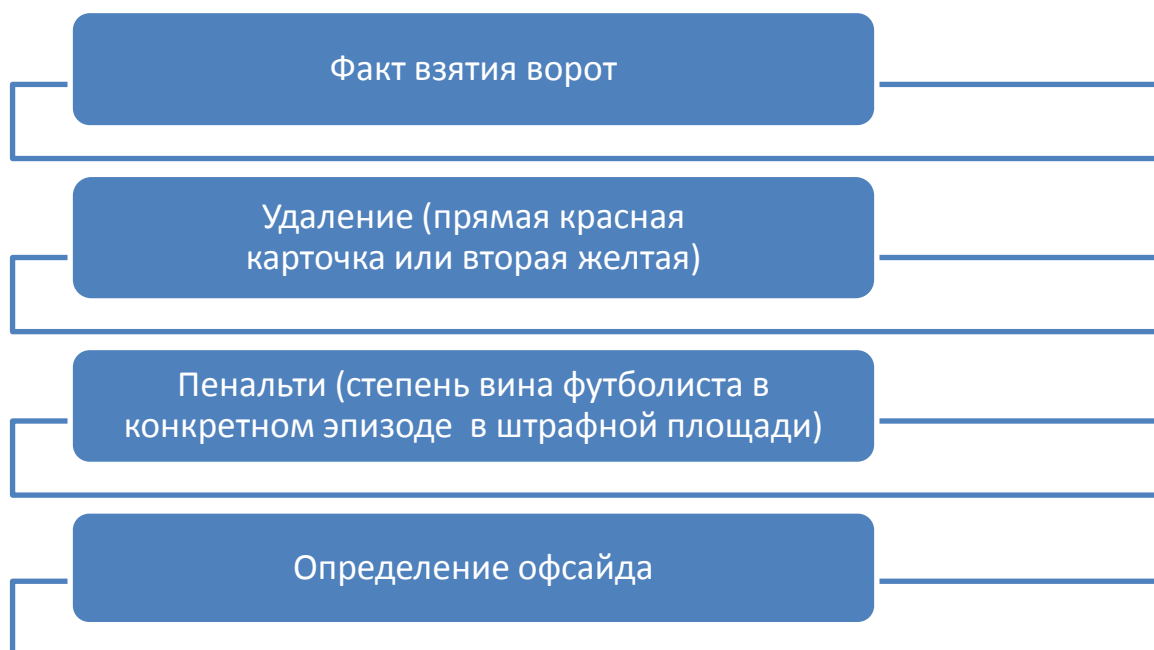 Факт взятия ворот
Удаление (прямая красная
карточка или вторая желтая)
Пенальти (степень вина футболиста в
конкретном эпизоде в штрафной площади)
Определение офсайда